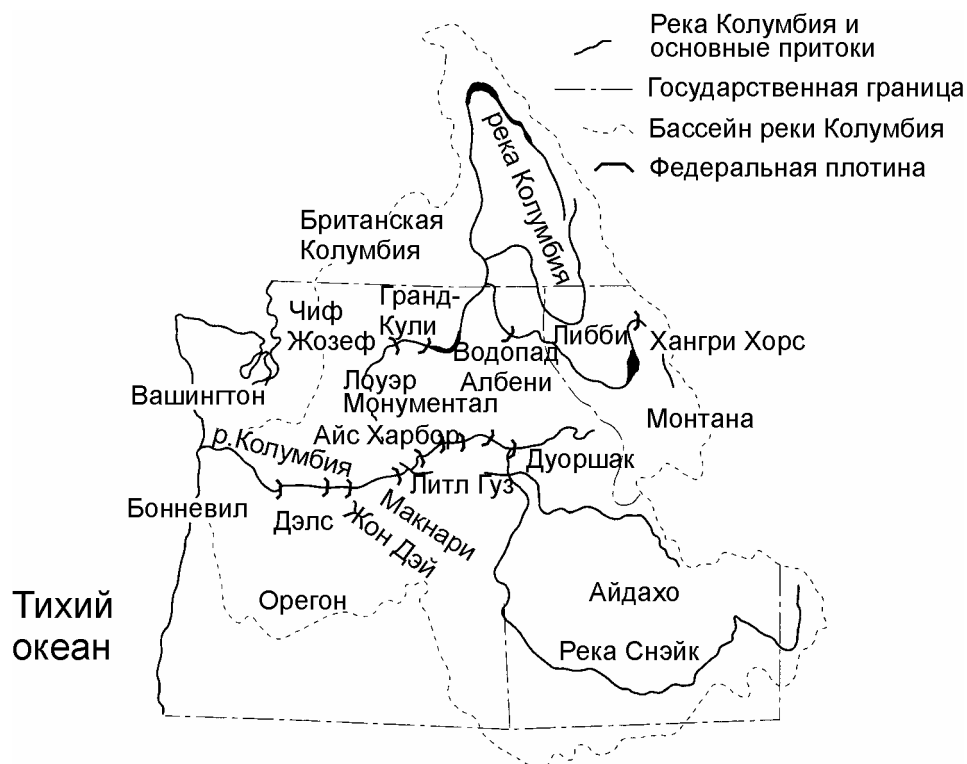 Река Колумбия и
основные притоки
Государственная граница
Бассейн реки Колумбия
Федеральная плотина
река Колумбия
Британская
Колумбия
Чиф
Жозеф
Гранд-
Кули
Водопад
Албени
Либби
Хангри Хорс
Вашингтон
Лоуэр
Монументал
Монтана
Айс Харбор
р.Колумбия
Дуоршак
Литл Гуз
Бонневил
Дэлс
Жон Дэй
Макнари
Тихий
океан
Орегон
Айдахо
Река Снэйк